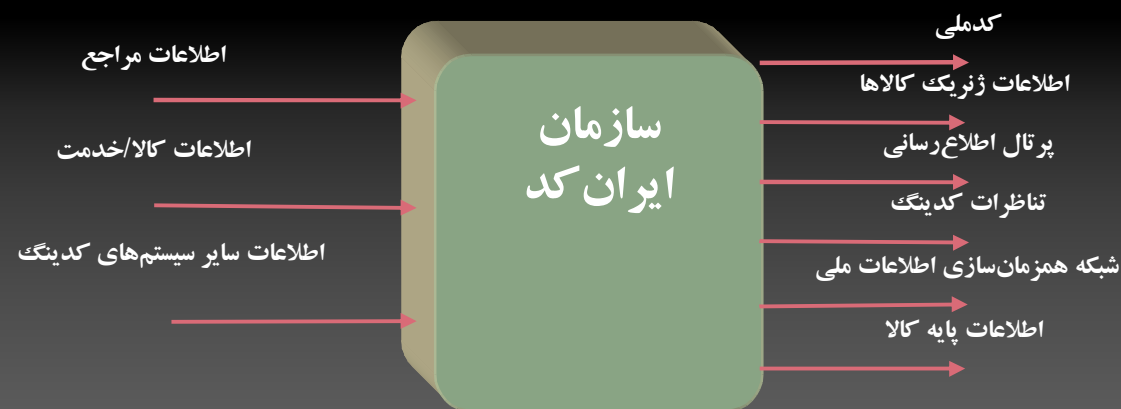 کدملی
اطلاعات ژنریک کالاها
پرتال اطلاع‌رسانی
تناظرات کدینگ
شبکه همزمان‌سازی اطلاعات ملی
اطلاعات پایه کالا
سازمان
ایران کد
اطلاعات مراجع
اطلاعات کالا/خدمت
اطلاعات سایر سیستم‌های کدینگ